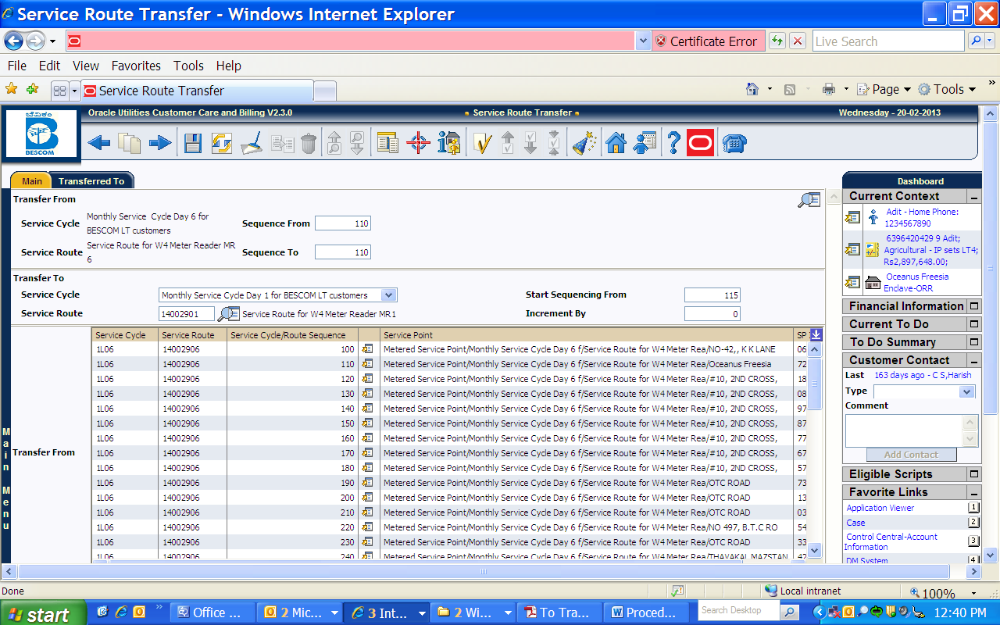 Service Route Transfer - Windows Internet Explorer
Certificate Error
Live Search
File Edit View Favorites Tools Help
Service Route Transfer
Page Tools
ಬೆವಿಕಂ
BESCOM
Oracle Utilities Customer Care and Billing V2.3.0
Service Route Transfer
Wednesday - 20-02-2013
Main Transferred To
Transfer From
Service Cycle Monthly Service Cycle Day 6 for
BESCOM LT customers
Sequence From 110
Service Route Service Route for W4 Meter Reader MR
6
Sequence To 110
Transfer To
Service Cycle Monthly Service Cycle Day 1 for BESCOM LT customers Start Sequencing From 115
Service Route 14002901 Service Route for W4 Meter Reader MR1 Increment By 0
Transfer From
Service Cycle Service Route Service Cycle/Route Sequence Service Point SP
1L06 14002906 100 Metered Service Point/Monthly Service Cycle Day 6 f/Service Route for W4 Meter Rea/NO-42,, K K LANE 06
1L06 14002906 110 Metered Service Point/Monthly Service Cycle Day 6 f/Service Route for W4 Meter Rea/Oceanus Freesia 72
1L06 14002906 120 Metered Service Point/Monthly Service Cycle Day 6 f/Service Route for W4 Meter Rea/#10, 2ND CROSS, 18
1L06 14002906 130 Metered Service Point/Monthly Service Cycle Day 6 f/Service Route for W4 Meter Rea/#10, 2ND CROSS, 08
1L06 14002906 140 Metered Service Point/Monthly Service Cycle Day 6 f/Service Route for W4 Meter Rea/#10, 2ND CROSS, 97
1L06 14002906 150 Metered Service Point/Monthly Service Cycle Day 6 f/Service Route for W4 Meter Rea/#10, 2ND CROSS, 87
1L06 14002906 160 Metered Service Point/Monthly Service Cycle Day 6 f/Service Route for W4 Meter Rea/#10, 2ND CROSS, 77
1L06 14002906 170 Metered Service Point/Monthly Service Cycle Day 6 f/Service Route for W4 Meter Rea/#10, 2ND CROSS, 67
1L06 14002906 180 Metered Service Point/Monthly Service Cycle Day 6 f/Service Route for W4 Meter Rea/#10, 2ND CROSS, 57
1L06 14002906 190 Metered Service Point/Monthly Service Cycle Day 6 f/Service Route for W4 Meter Rea/OTC ROAD 73
1L06 14002906 200 Metered Service Point/Monthly Service Cycle Day 6 f/Service Route for W4 Meter Rea/OTC ROAD 13
1L06 14002906 210 Metered Service Point/Monthly Service Cycle Day 6 f/Service Route for W4 Meter Rea/OTC ROAD 03
1L06 14002906 220 Metered Service Point/Monthly Service Cycle Day 6 f/Service Route for W4 Meter Rea/NO 497, B.T.C RO 54
1L06 14002906 230 Metered Service Point/Monthly Service Cycle Day 6 f/Service Route for W4 Meter Rea/OTC ROAD 33
1L06 14002906 240 Metered Service Point/Monthly Service Cycle Day 6 f/Service Route for W4 Meter Rea/THAVAKAL MAZSTAN 42
Main Menu
Dashboard
Current Context
Adit - Home Phone:
1234567890
6396420429 9 Adit;
Agricultural - IP sets LT4;
Rs2,897,648.00;
Oceanus Freesia
Enclave-ORR
Financial Information
Current To Do
To Do Summary
Customer Contact
Last 163 days ago - C S,Harish
Type
Comment
Add Contact
Eligible Scripts
Favorite Links
Application Viewer 1
Case 2
Control Central-Account
Information 3
DM System 4
Done Local intranet 100%
start Office ... 2 Mic... 3 Int... 2 Wi... To Tra... Proced... Search Desktop 12:40 PM